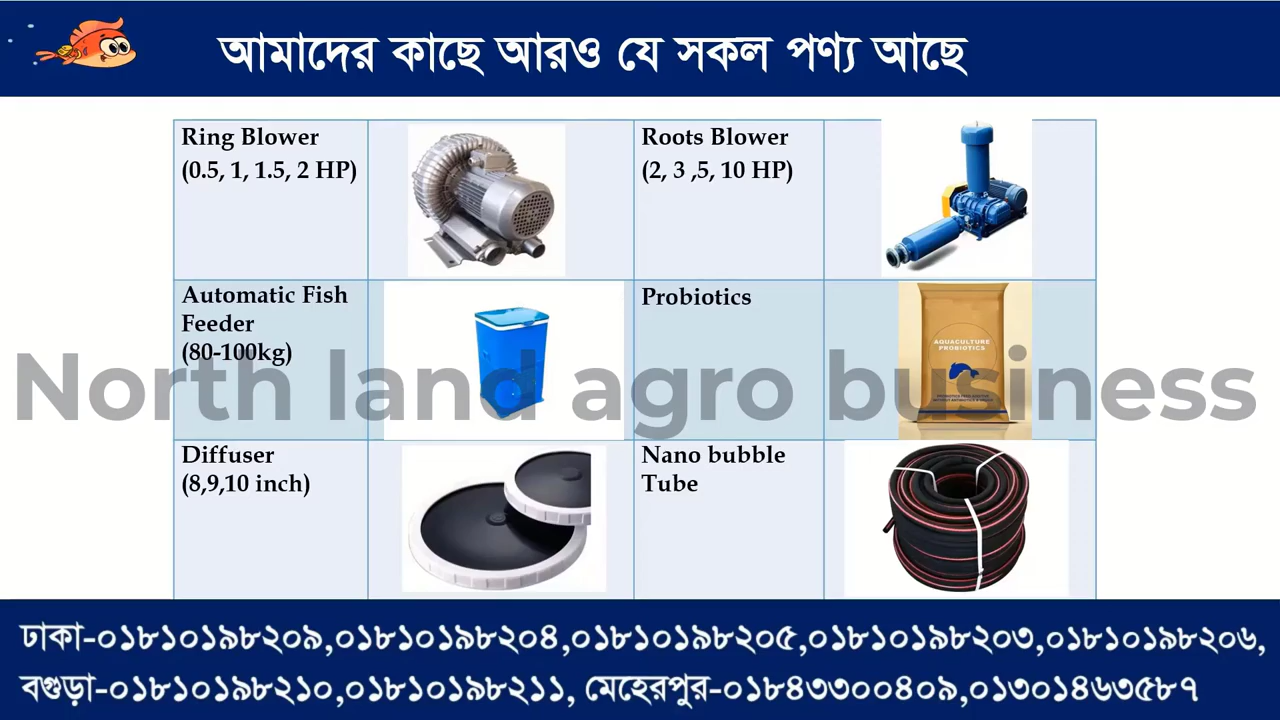 আমাদের কাছে আরও যে সকল পণ্য আছে
Ring Blower
(0.5, 1, 1.5, 2 HP)
Roots Blower
(2, 3 ,5, 10 HP)
Automatic Fish
Feeder
(80-100kg)
Probiotics
AQUACULTURE
PROBIOTICS
North land agro business
Diffuser
(8,9,10 inch)
Nano bubble
Tube
ঢাকা-০১৮১০১৯৮২০৯,০১৮১০১৯৮২০৪,০১৮১০১৯৮২০৫,০১৮১০১৯৮২০৩,০১৮১০১৯৮২০৬,
বগুড়া-০১৮১০১৯৮২১০,০১৮১০১৯৮২১১, মেহেরপুর-০১৮৪৩৩০০৪০৯,০১৩০১৪৬৩৫৮৭